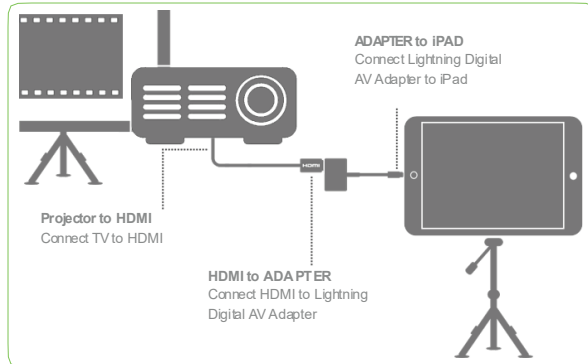 ADAPTER to iPAD
Connect Lightning Digital
AV Adapter to iPad
HDMI
Projector to HDMI
Connect TV to HDMI
HDMI to ADAPTER
Connect HDMI to Lightning
Digital AV Adapter